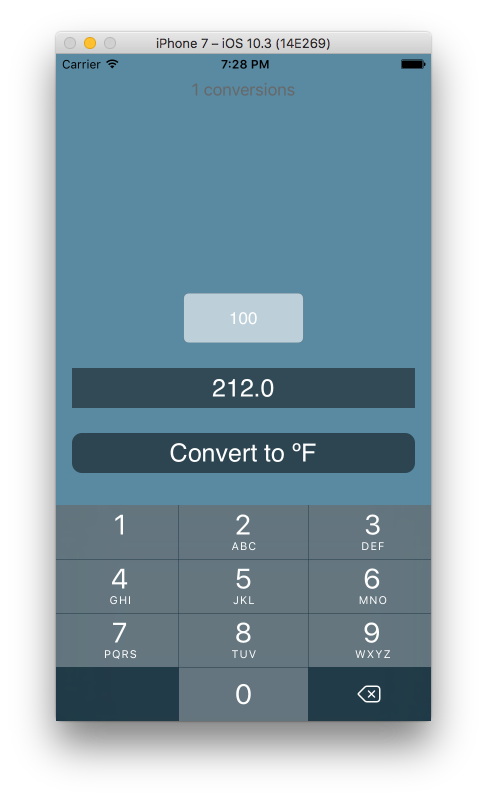 iPhone 7 – iOS 10.3 (14E269)
Carrier 7:28 PM
1 conversions
100
212.0
Convert to ºF
1 2 3
ABC DEF
4 5 6
GHI JKL MNO
7 8 9
PQRS TUV WXYZ
0